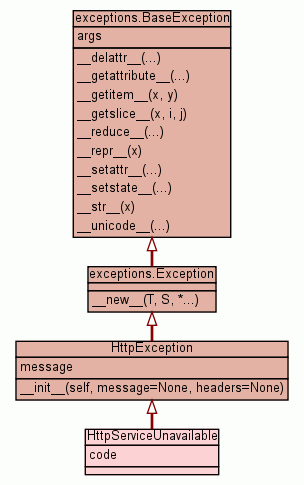 exceptions.BaseException
args
__delattr__(...)
__getattribute__(...)
__getitem__(x, y)
__getslice__(x, i, j)
__reduce__(...)
__repr__(x)
__setattr__(...)
__setstate__(...)
__str__(x)
__unicode__(...)
exceptions.Exception
__new__(T, S, *...)
HttpException
message
__init__(self, message=None, headers=None)
HttpServiceUnavailable
code